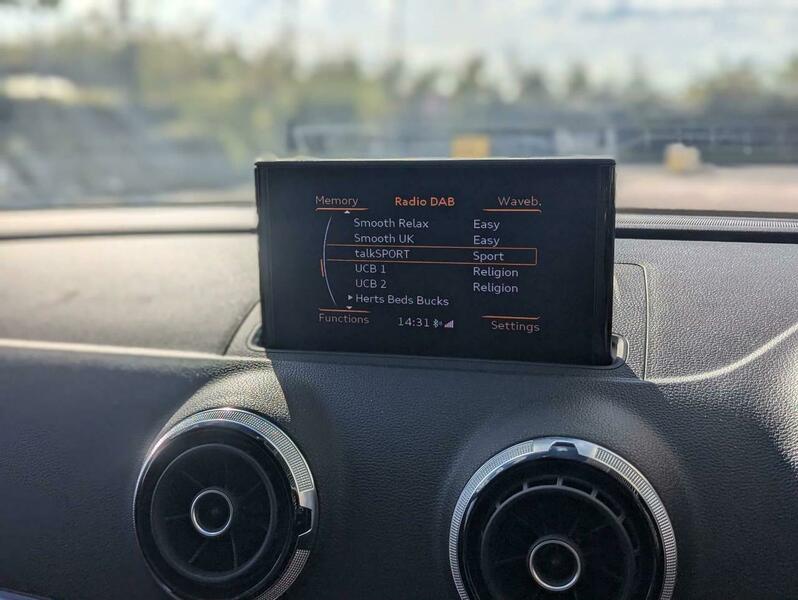 Memory Radio DAB Waveb.
Smooth Relax Easy
Smooth UK Easy
talkSPORT Sport
UCB 1 Religion
UCB 2 Religion
Herts Beds Bucks
Functions 14:31 Settings